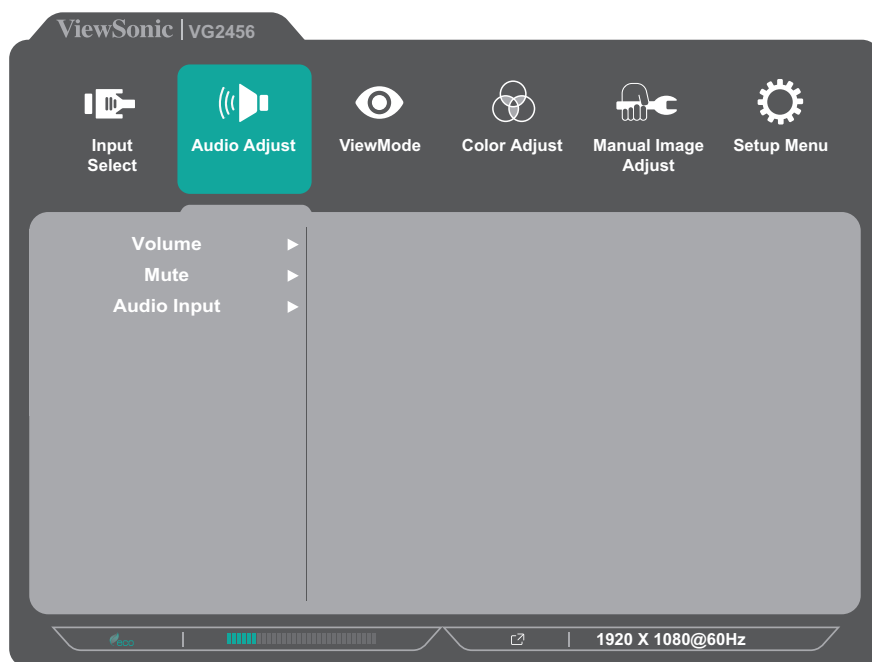 ViewSonic | VG2456
Input Select
Audio Adjust
ViewMode
Color Adjust
Manual Image Adjust
Setup Menu
Volume
Mute
Audio Input
eco
1920 X 1080@60Hz